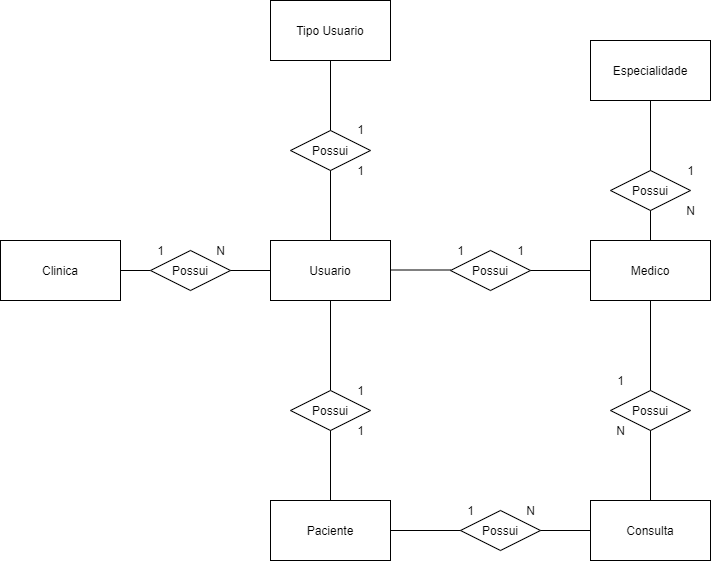 Tipo Usuario
Especialidade
1
Possui
1
1
Possui
N
Clinica
1
Possui
N
Usuario
1
Possui
1
Medico
1
Possui
1
1
Possui
N
Paciente
1
Possui
N
Consulta